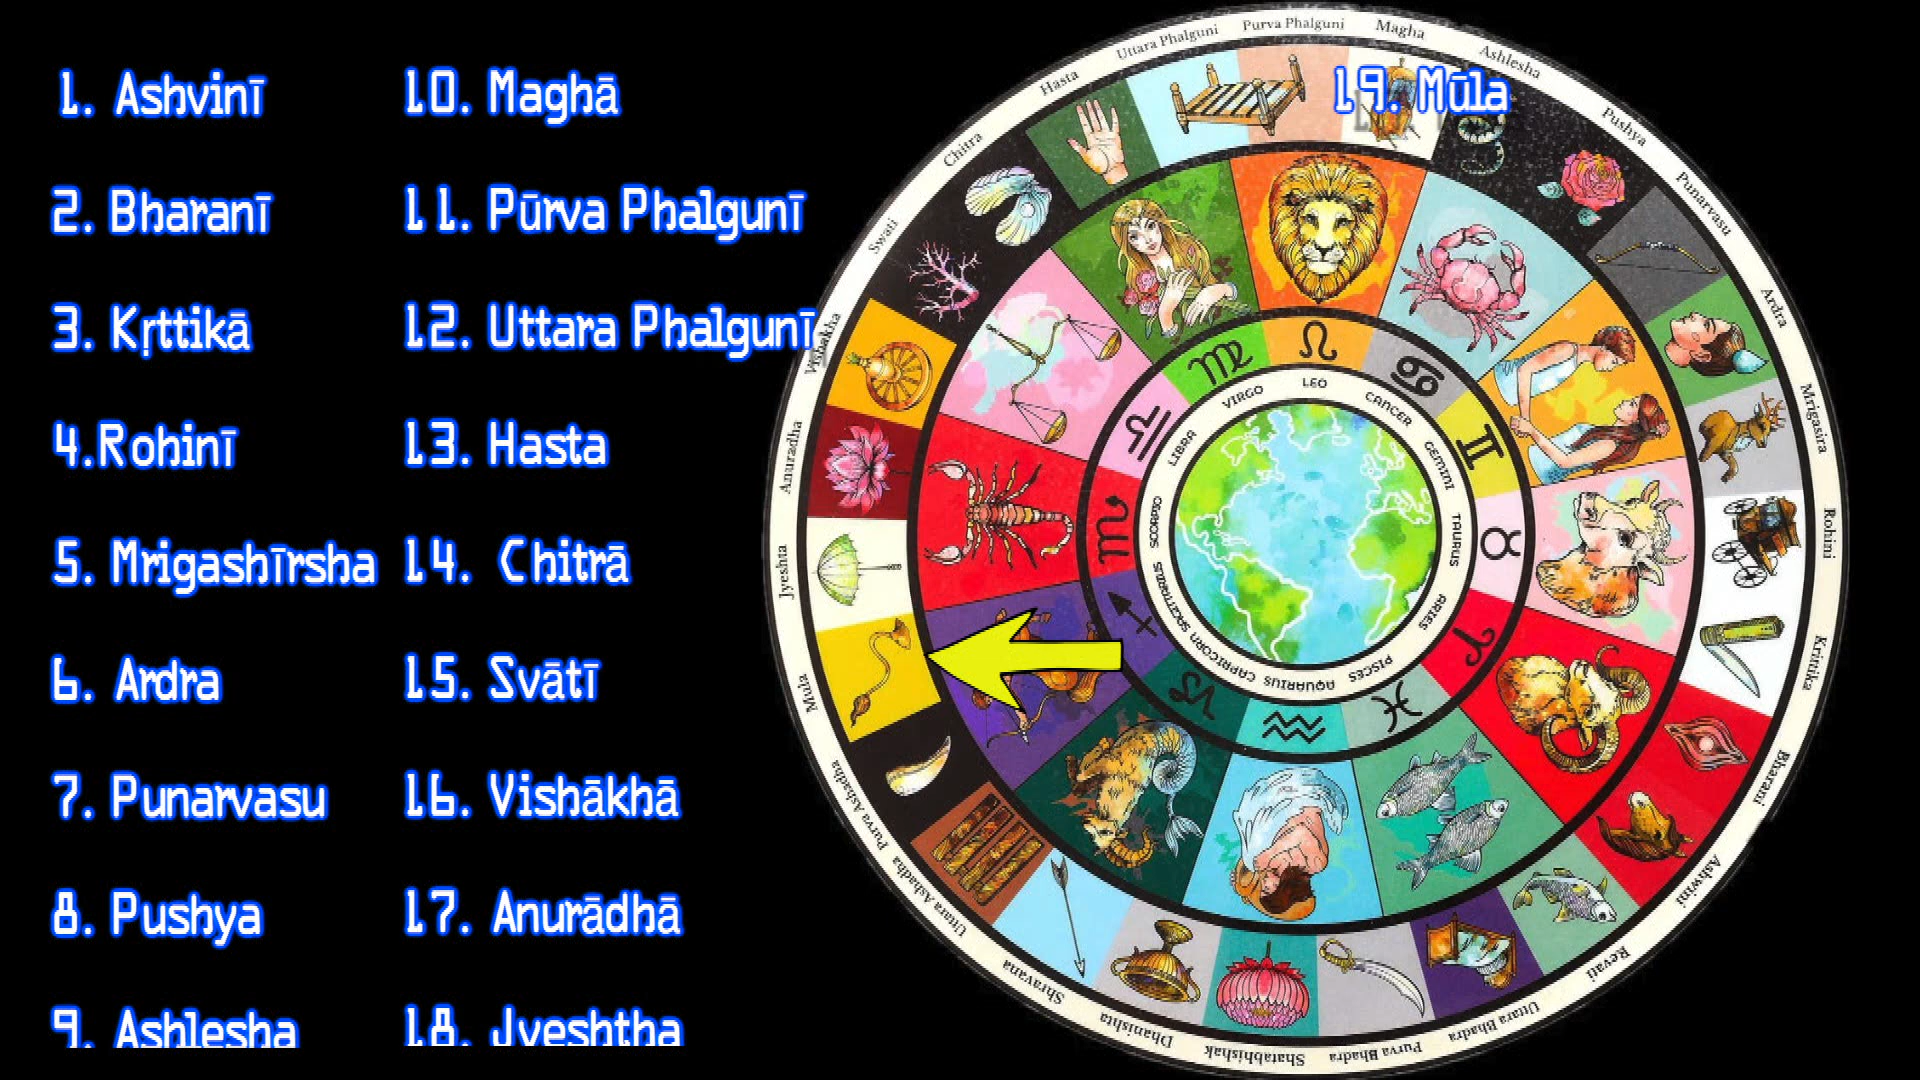 1. Ashvinī
2. Bharanī
3. Kṛttikā
4.Rohinī
5. Mrigashīrsha
6. Ardra
7. Punarvasu
8. Pushya
9. Ashlesha
10. Maghā
11. Pūrva Phalgunī
12. Uttara Phalgunī
13. Hasta
14. Chitrā
15. Svātī
16. Vishākhā
17. Anurādhā
18. Jyeshtha
19. Mūla
Purva Phalguni
Magha
Ashlesha
Pushya
Punarvasu
Ardra
Mrigasira
Rohini
Krittika
Bharani
Ashwini
Revati
Uttara Bhadra
Purva Bhadra
Shatabhishak
Dhanishta
Shravana
Uttara Ashadha
Purva Ashadha
Mula
Jyeshta
Anuradha
Vishakha
Swati
Chitra
Hasta
Uttara Phalguni
LEO
CANCER
GEMINI
TAURUS
ARIES
PISCES
AQUARIUS
CAPRICORN
SAGITTARIUS
SCORPIO
LIBRA
VIRGO